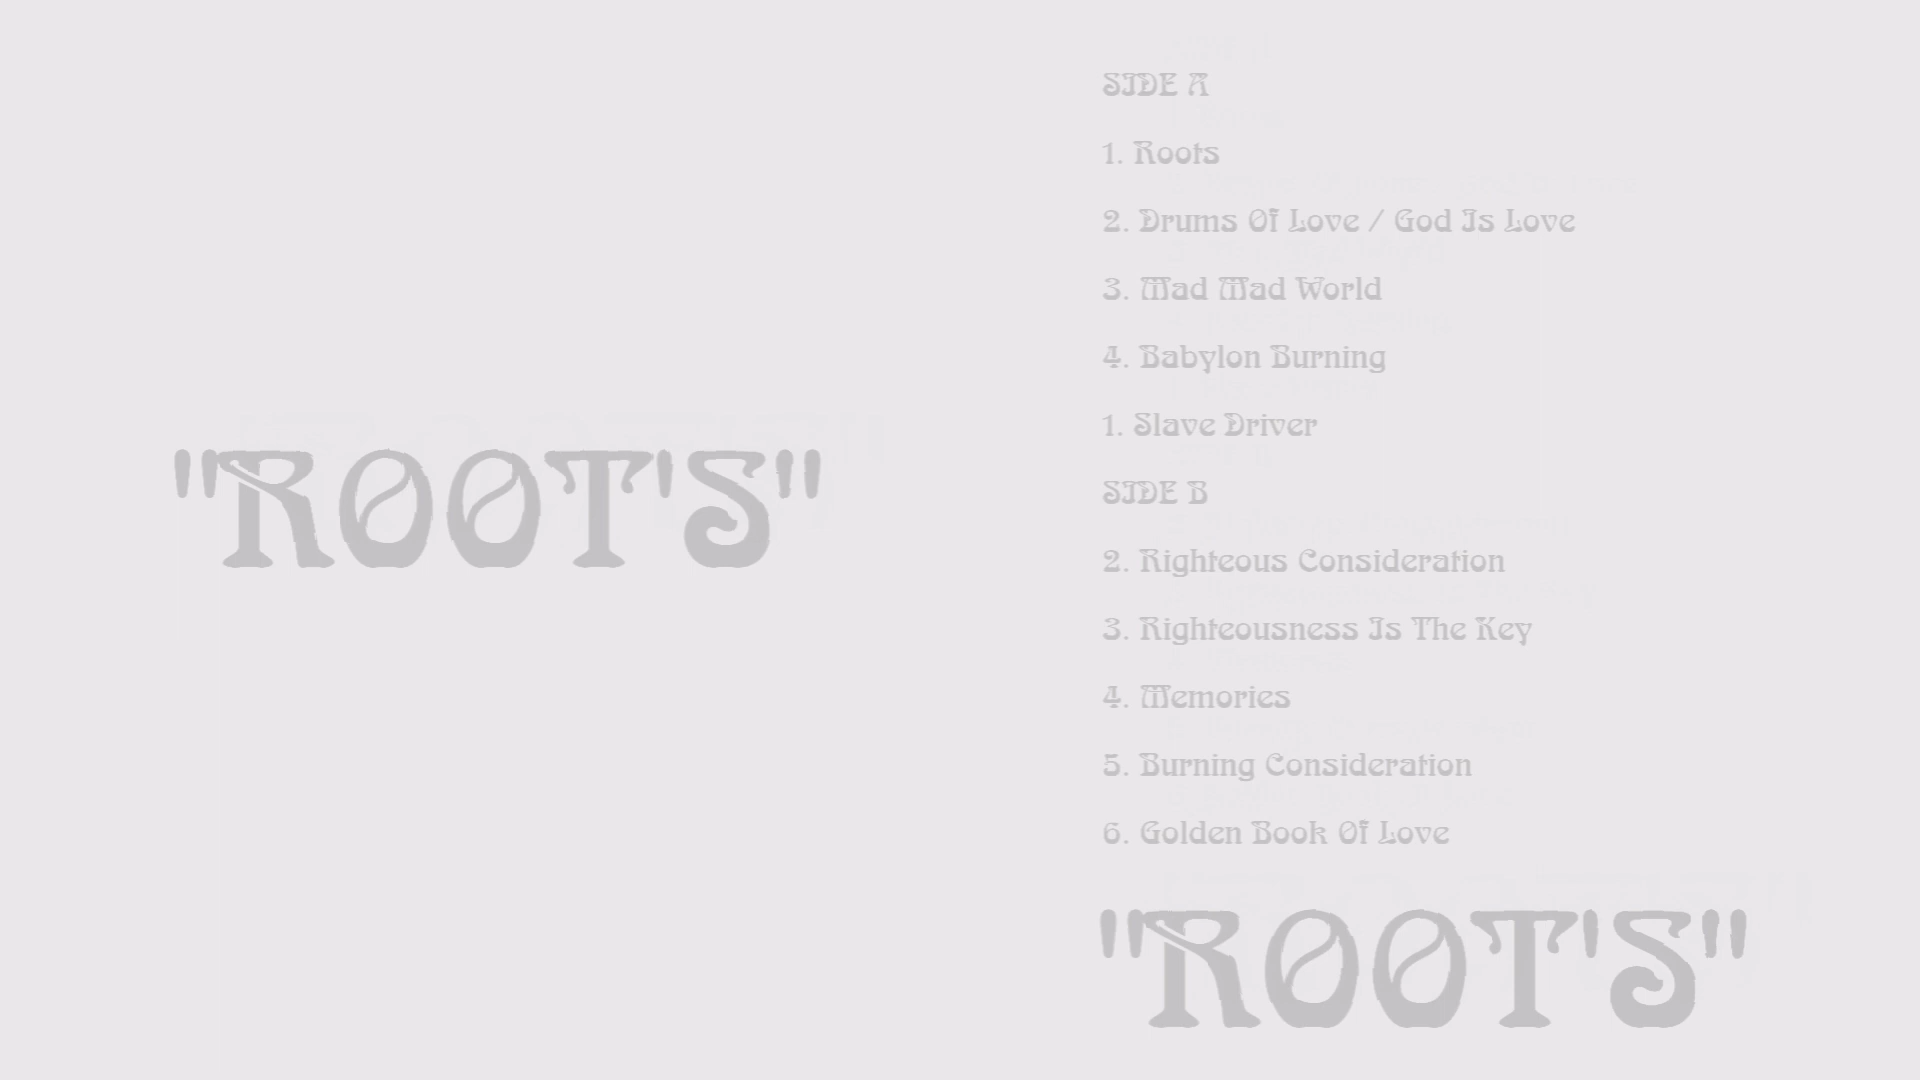 "ROOT'S"
SIDE A
1. Roots
2. Drums Of Love / God Is Love
3. Mad Mad World
4. Babylon Burning
1. Slave Driver
SIDE B
2. Righteous Consideration
3. Righteousness Is The Key
4. Memories
5. Burning Consideration
6. Golden Book Of Love
"ROOT'S"